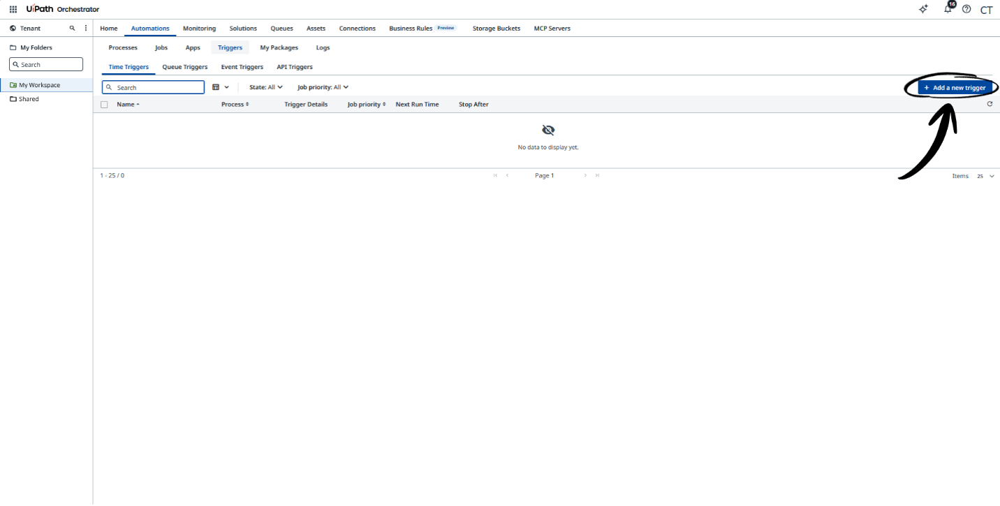 UiPath Orchestrator
16
CT
Tenant
Home Automations Monitoring Solutions Queues Assets Connections Business Rules Preview Storage Buckets MCP Servers
My Folders
Search
My Workspace
Shared
Processes Jobs Apps Triggers My Packages Logs
Time Triggers Queue Triggers Event Triggers API Triggers
Search State: All Job priority: All + Add a new trigger
Name Process Trigger Details Job priority Next Run Time Stop After
No data to display yet.
1 - 25 / 0 Page 1 Items 25